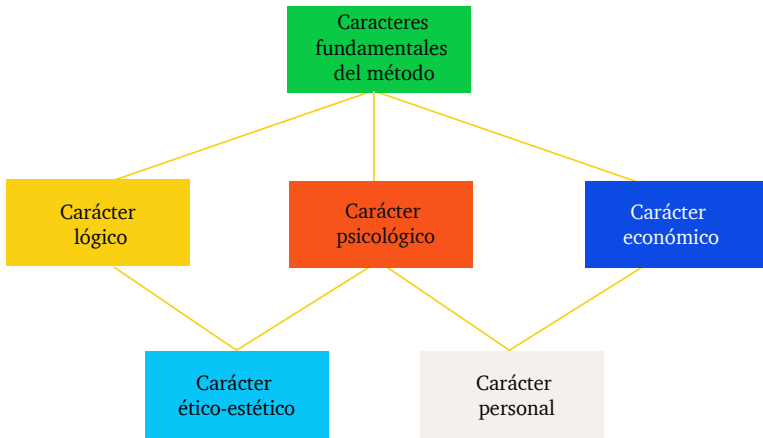 Caracteres
fundamentales
del método
Carácter
lógico
Carácter
psicológico
Carácter
económico
Carácter
ético-estético
Carácter
personal